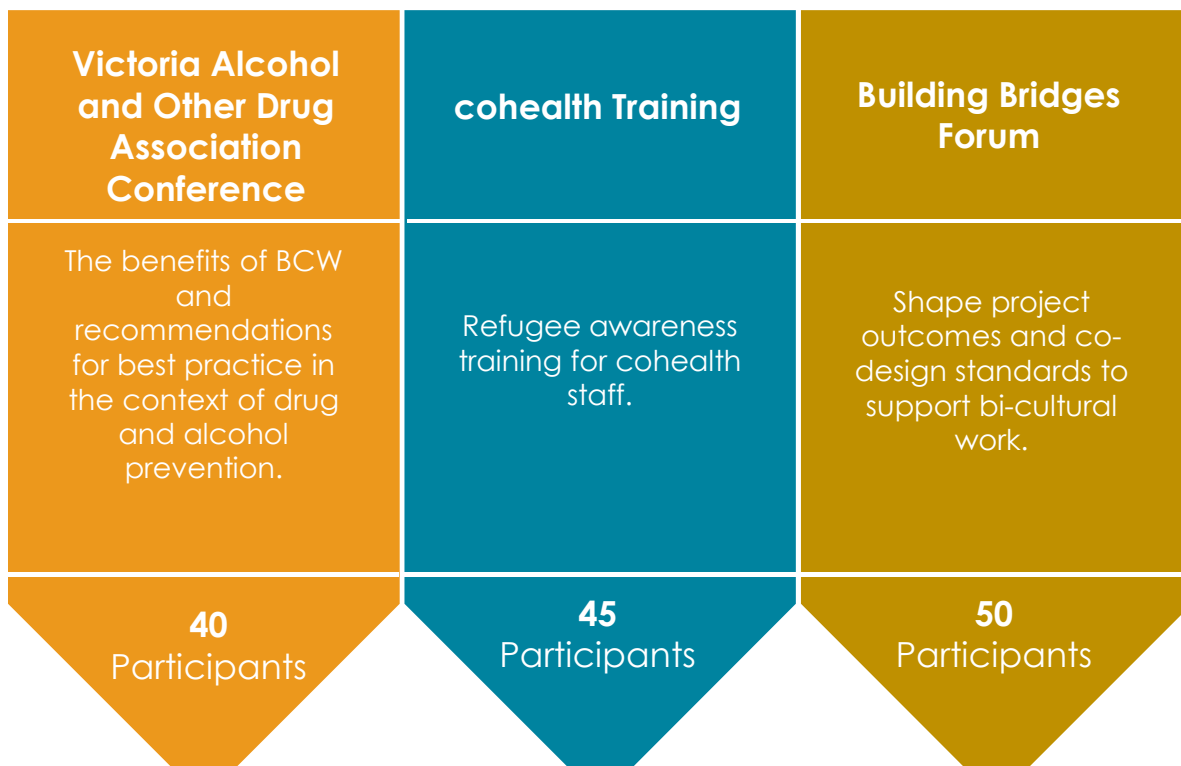 Victoria Alcohol
and Other Drug
Association
Conference
The benefits of BCW
and
recommendations
for best practice in
the context of drug
and alcohol
prevention.
40
Participants
cohealth Training
Refugee awareness
training for cohealth
staff.
45
Participants
Building Bridges
Forum
Shape project
outcomes and co-
design standards to
support bi-cultural
work.
50
Participants